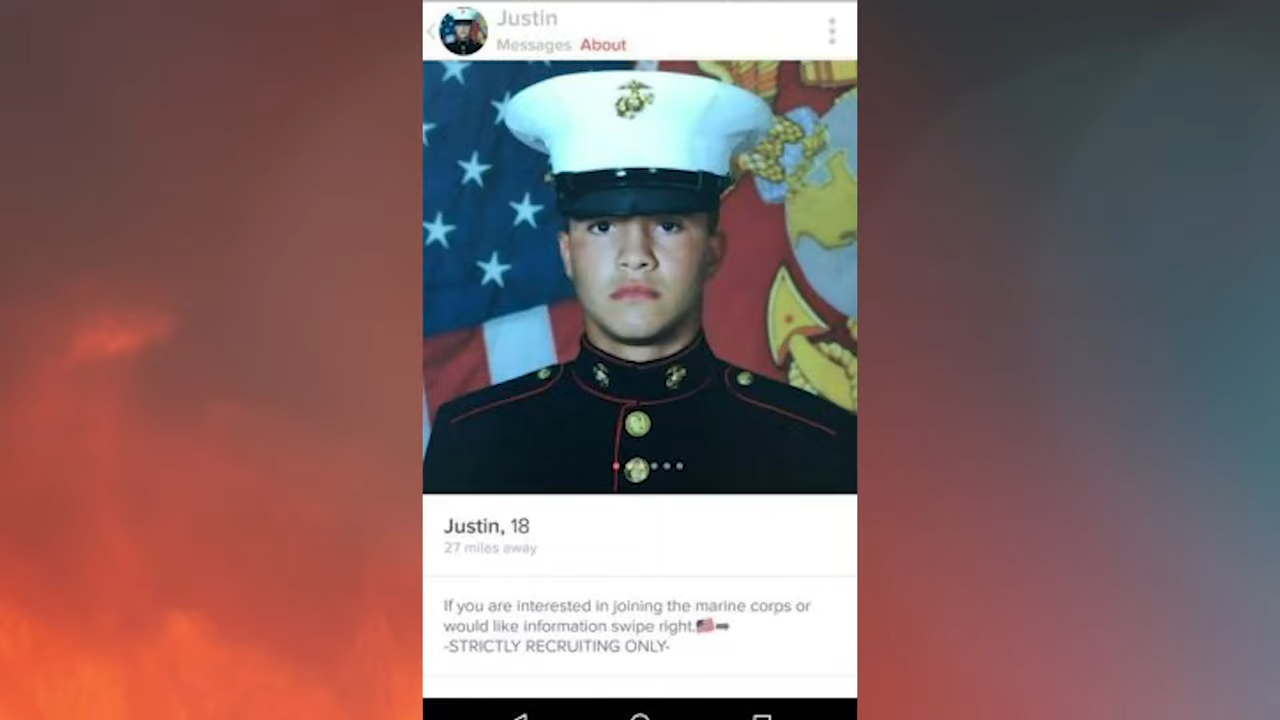 Justin
Messages About
Justin, 18
27 miles away
If you are interested in joining the marine corps or
would like information swipe right.🇺🇸➡
-STRICTLY RECRUITING ONLY-